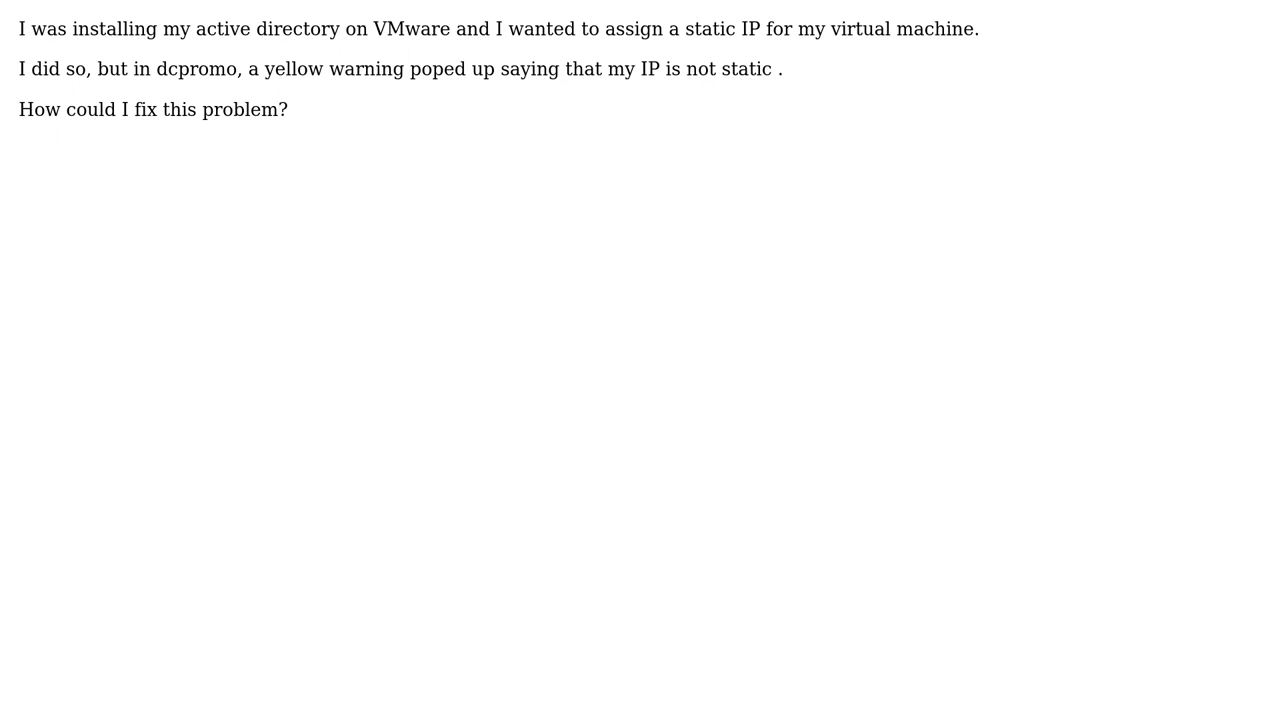 I was installing my active directory on VMware and I wanted to assign a static IP for my virtual machine.
I did so, but in dcpromo, a yellow warning poped up saying that my IP is not static .
How could I fix this problem?